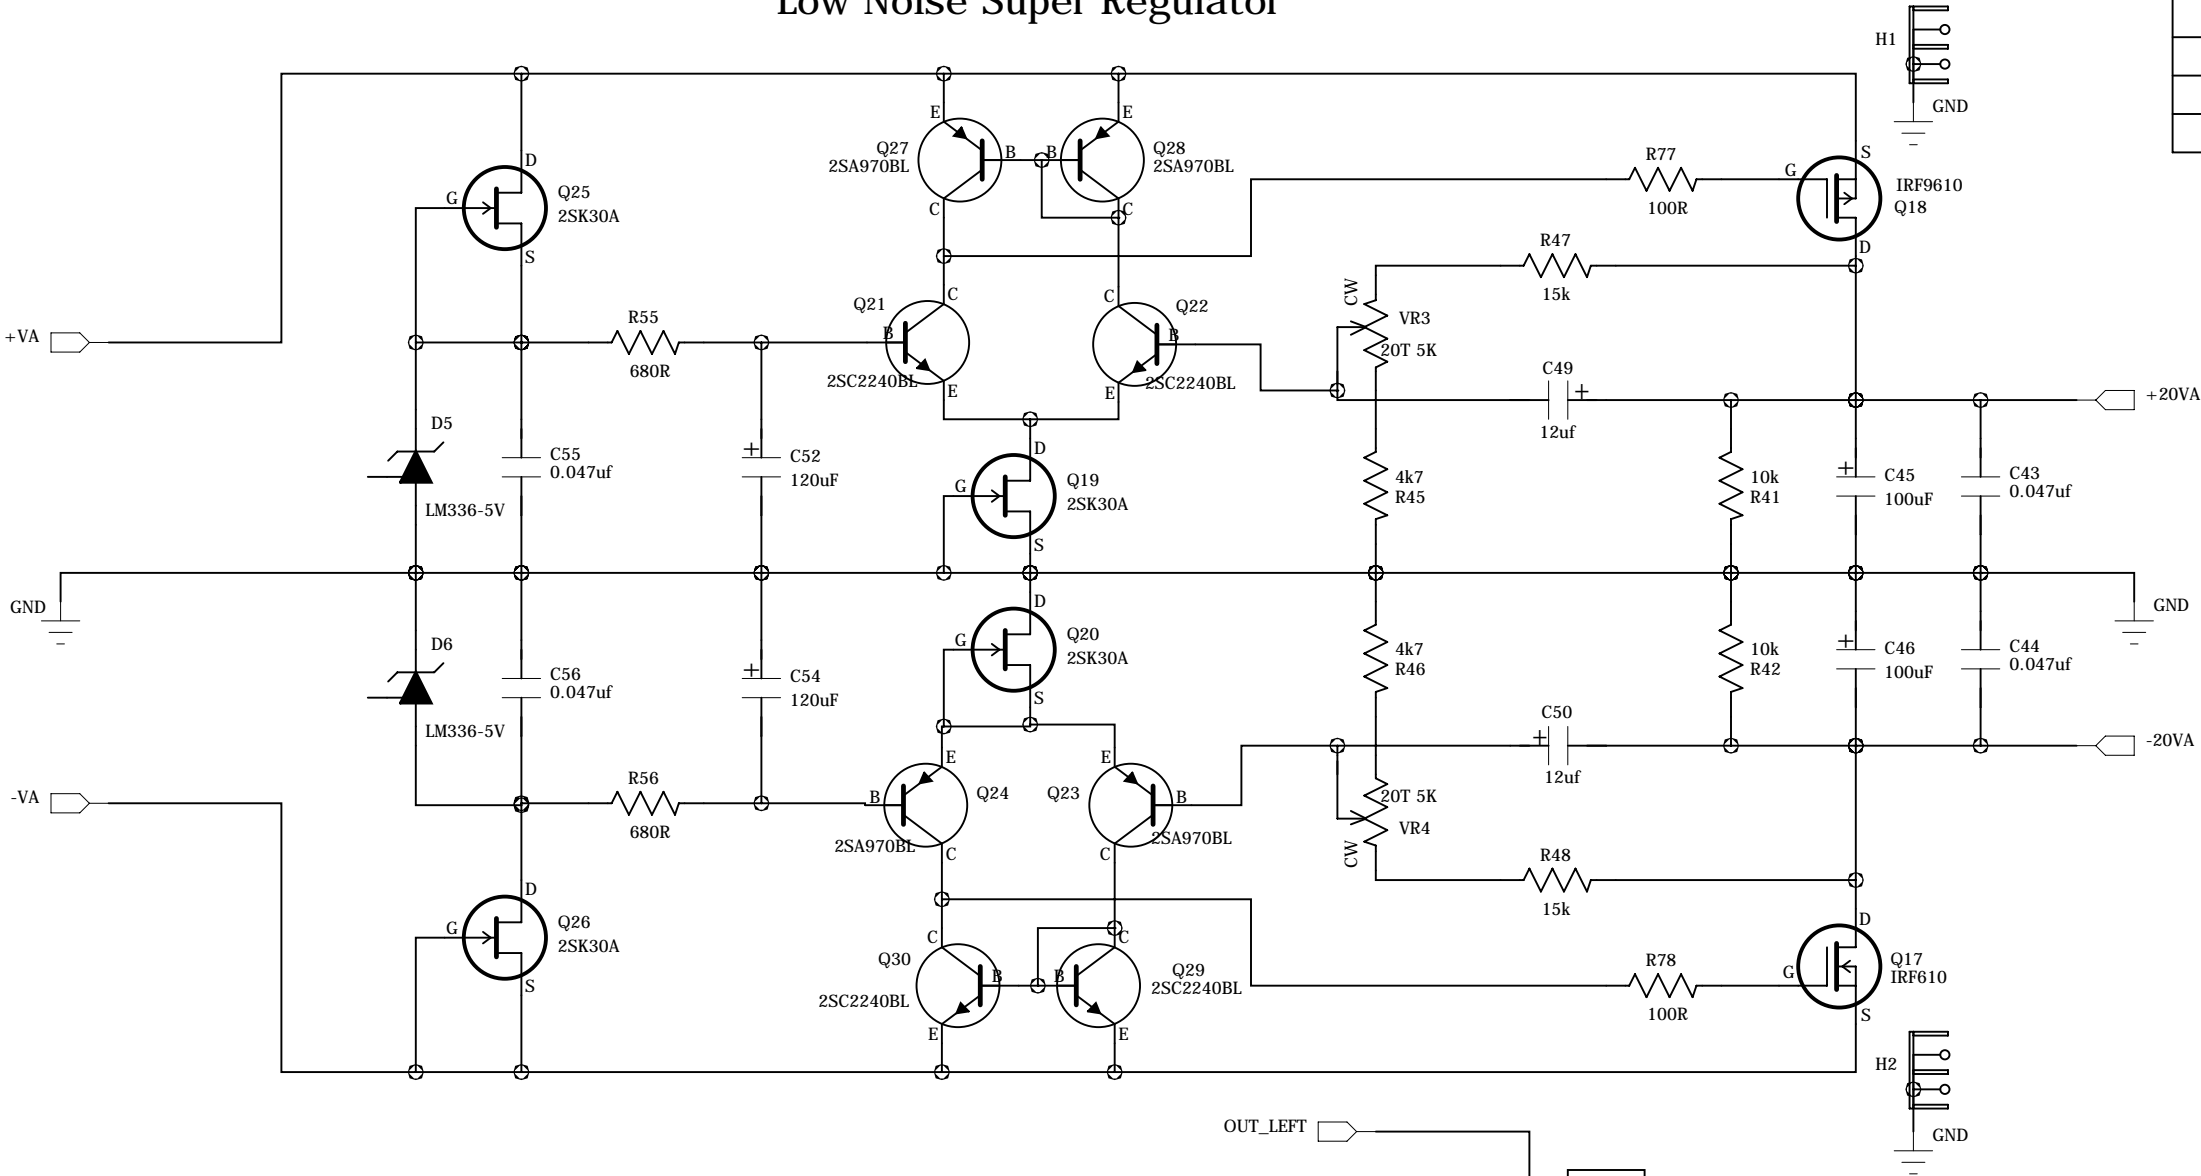 Low Noise Super Regulator
H1
GND
E
E
Q27
2SA970BL
B
B
Q28
2SA970BL
C
C
R77
100R
G
S
IRF9610
Q18
D
D
G
Q25
2SK30A
S
R47
15k
+VA
R55
680R
Q21
C
B
2SC2240BL
E
C
Q22
B
2SC2240BL
E
CW
VR3
20T 5K
C49
+
12uf
+20VA
D5
LM336-5V
C55
0.047uf
+
C52
120uF
D
G
Q19
2SK30A
S
4k7
R45
10k
R41
+
C45
100uF
C43
0.047uf
GND
GND
D6
LM336-5V
C56
0.047uf
+
C54
120uF
D
G
Q20
2SK30A
S
4k7
R46
10k
R42
+
C46
100uF
C44
0.047uf
C50
+
12uf
-20VA
-VA
R56
680R
E
B
Q24
2SA970BL
C
E
Q23
B
2SA970BL
C
20T 5K
VR4
CW
R48
15k
D
G
Q26
2SK30A
S
C
Q30
B
2SC2240BL
E
C
B
Q29
2SC2240BL
E
R78
100R
D
G
Q17
IRF610
S
H2
GND
OUT_LEFT